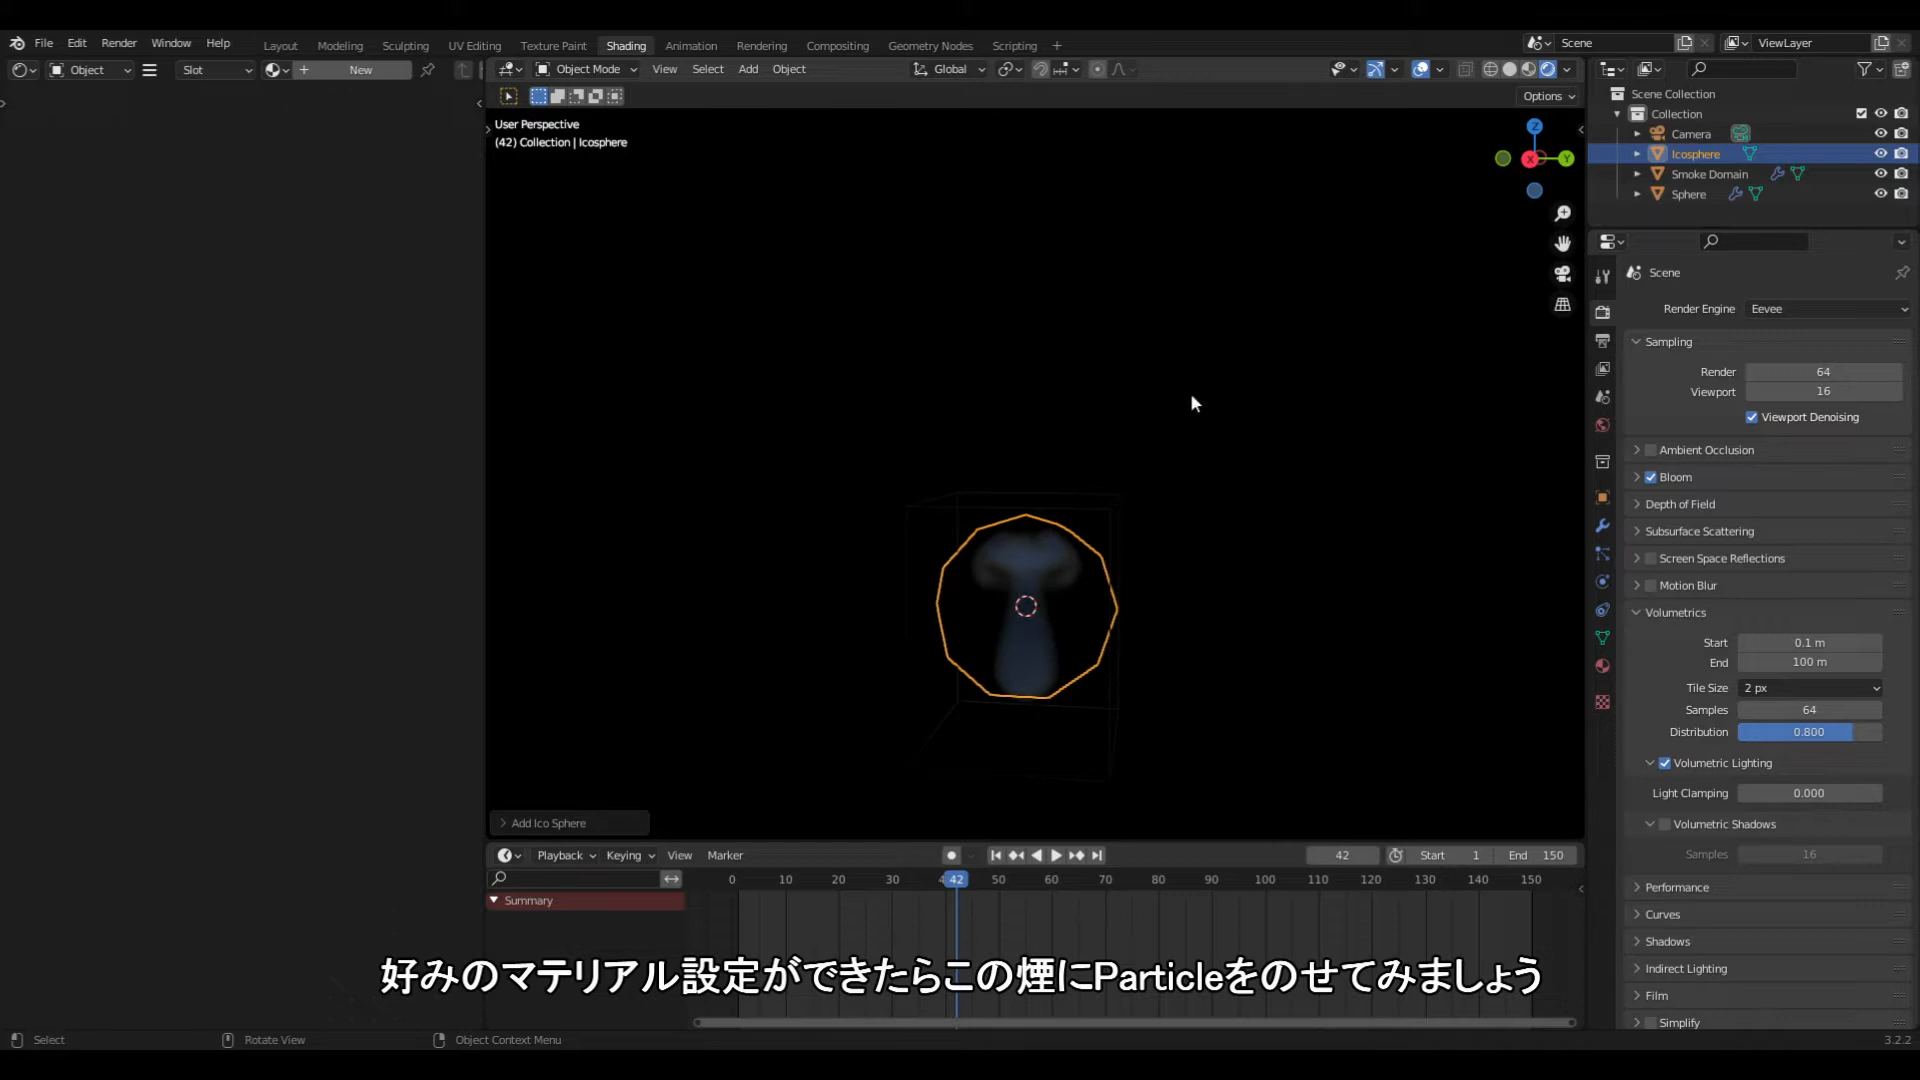 File Edit Render Window Help
Layout Modeling Sculpting UV Editing Texture Paint Shading Animation Rendering Compositing Geometry Nodes Scripting +
Scene
ViewLayer
Object
Slot
New
Object Mode View Select Add Object
Global
Options
User Perspective
(42) Collection | Icosphere
Z
X
Y
Add Ico Sphere
Scene Collection
Collection
Camera
Icosphere
Smoke Domain
Sphere
Scene
Render Engine Eevee
Sampling
Render 64
Viewport 16
Viewport Denoising
Ambient Occlusion
Bloom
Depth of Field
Subsurface Scattering
Screen Space Reflections
Motion Blur
Volumetrics
Start 0.1 m
End 100 m
Tile Size 2 px
Samples 64
Distribution 0.800
Volumetric Lighting
Light Clamping 0.000
Volumetric Shadows
Samples 16
Performance
Curves
Shadows
Indirect Lighting
Film
Simplify
Playback Keying View Marker
42 Start 1 End 150
0 10 20 30 42 50 60 70 80 90 100 110 120 130 140 150
Summary
好みのマテリアル設定ができたらこの煙にParticleをのせてみましょう
Select Rotate View Object Context Menu
3.2.2